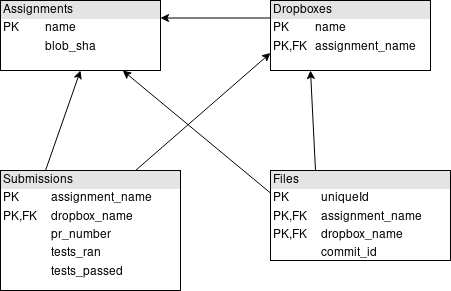 Assignments
PK name
blob_sha
Dropboxes
PK name
PK,FK assignment_name
Submissions
PK assignment_name
PK,FK dropbox_name
pr_number
tests_ran
tests_passed
Files
PK uniqueId
PK,FK assignment_name
PK,FK dropbox_name
commit_id